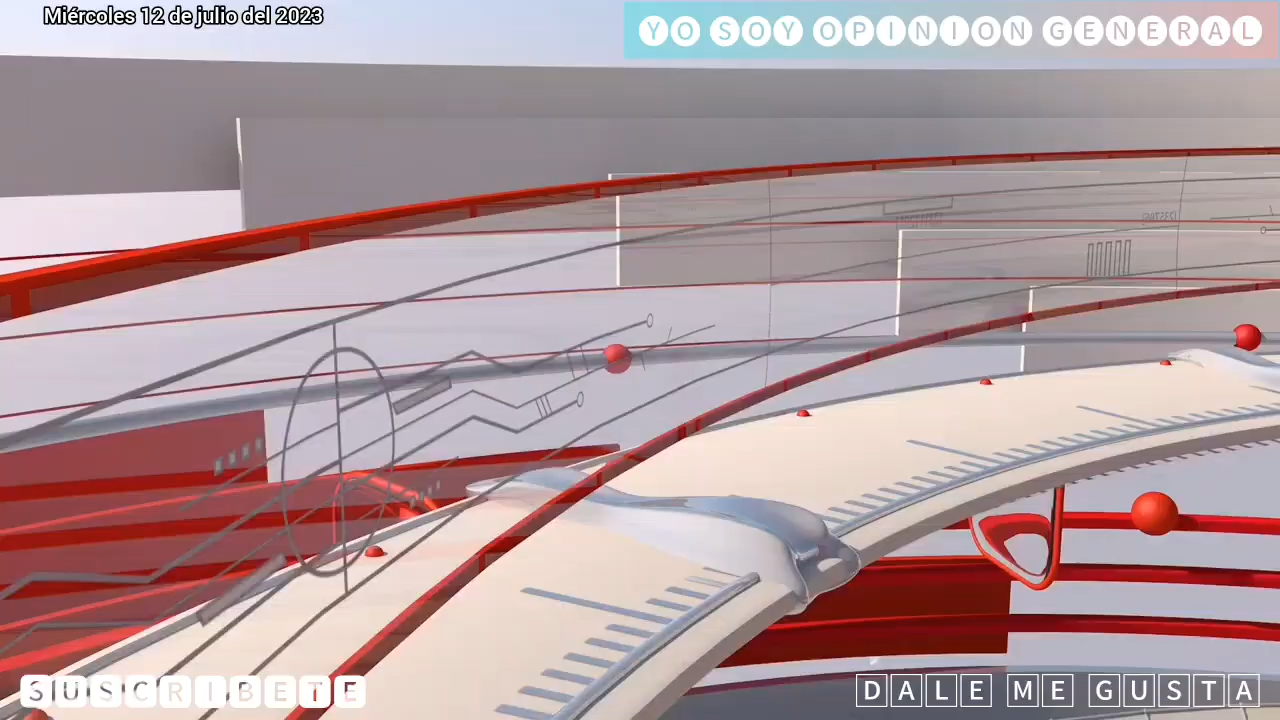 Miércoles 12 de julio del 2023
YO SOY OPINION GENERAL
SUSCRIBETE
DALE ME GUSTA